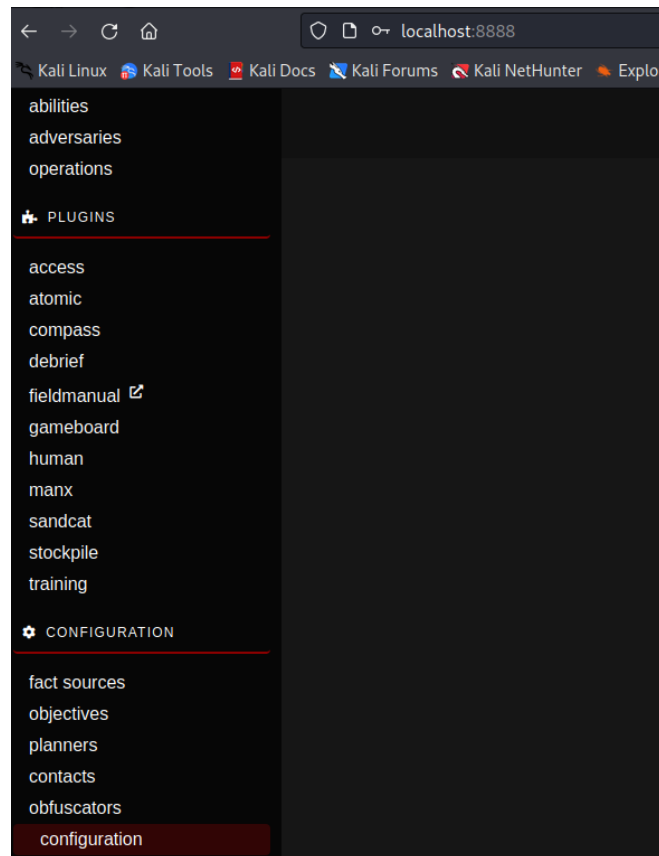 localhost:8888
Kali Linux Kali Tools Kali Docs Kali Forums Kali NetHunter Explo
abilities
adversaries
operations
PLUGINS
access
atomic
compass
debrief
fieldmanual
gameboard
human
manx
sandcat
stockpile
training
CONFIGURATION
fact sources
objectives
planners
contacts
obfuscators
configuration